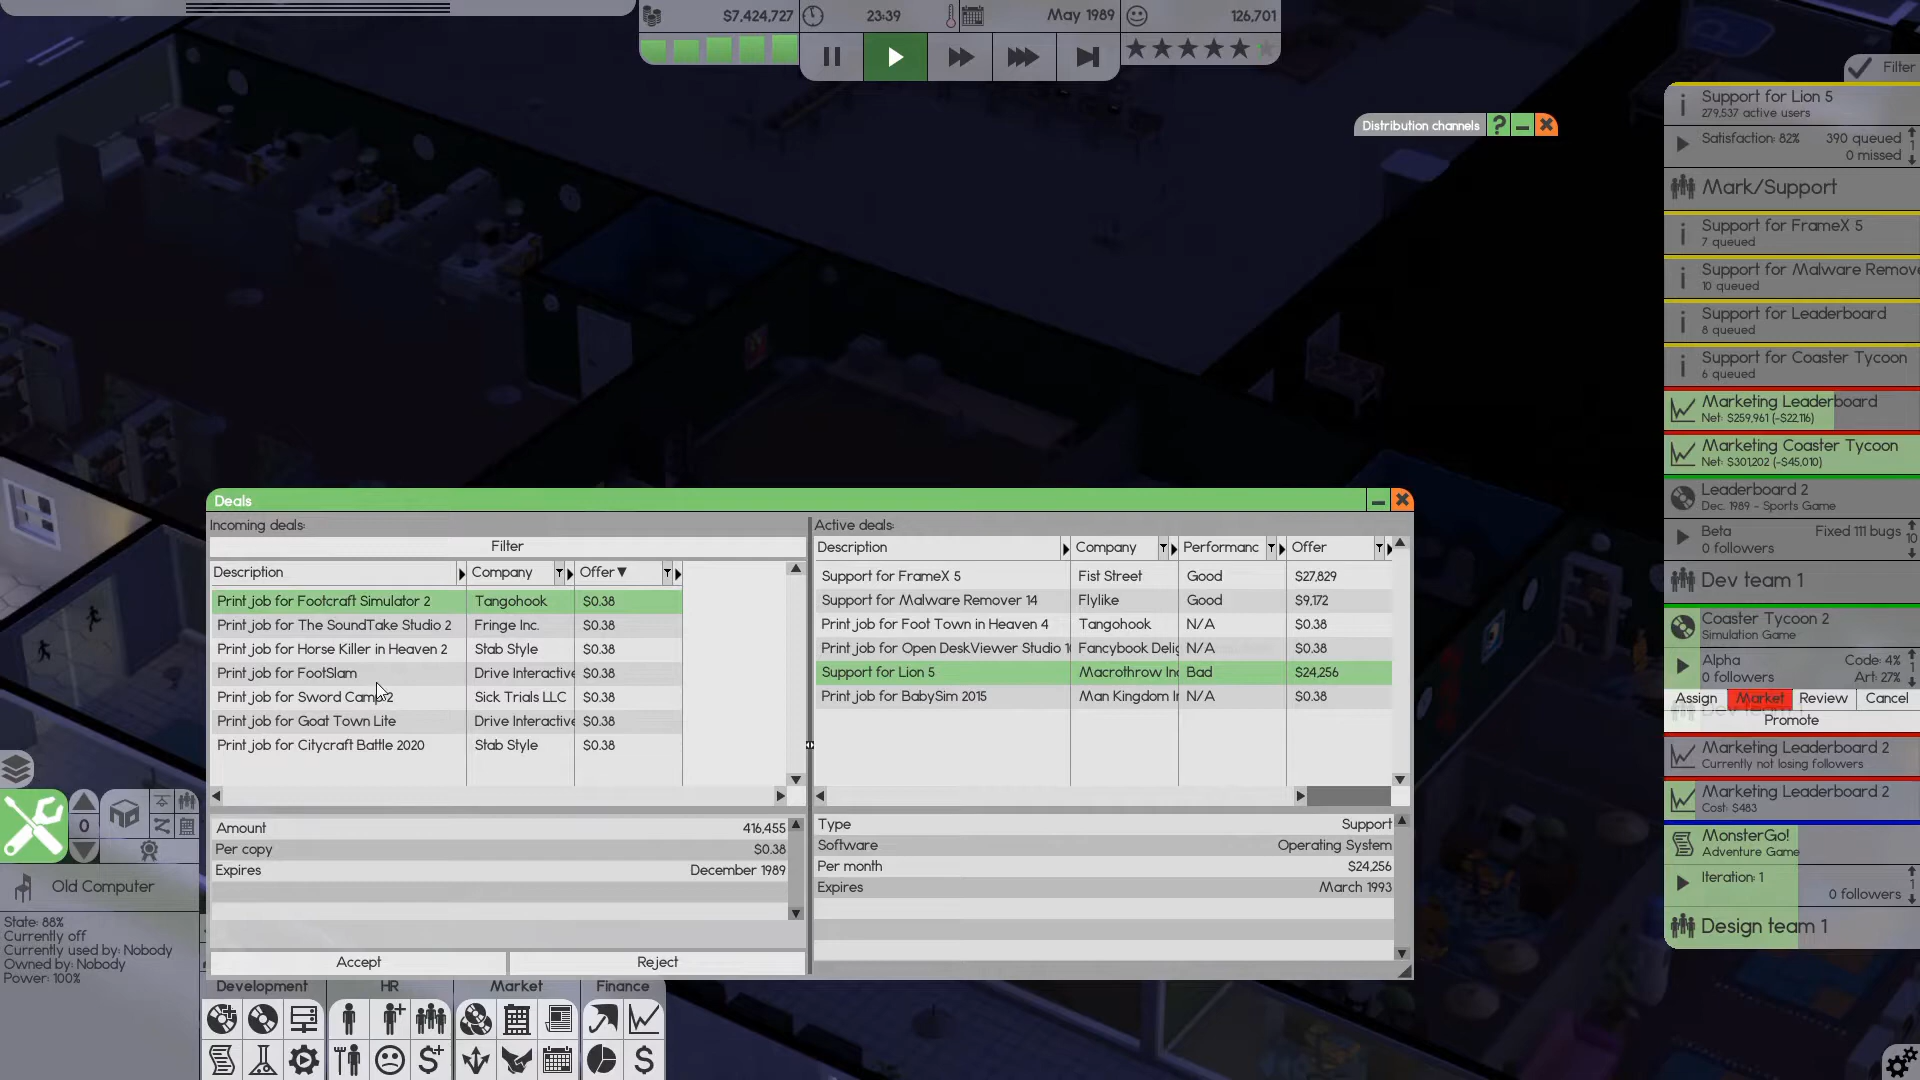 $7,424,727
23:39
May 1989
126,701
Filter
Distribution channels
?
Support for Lion 5
279,537 active users
Satisfaction: 82%
390 queued
0 missed
1
Mark/Support
Support for FrameX 5
7 queued
Support for Malware Remove
10 queued
Support for Leaderboard
8 queued
Support for Coaster Tycoon
6 queued
Marketing Leaderboard
Net: $259,961 (-$22,116)
Marketing Coaster Tycoon
Net: $301,202 (-$45,010)
Leaderboard 2
Dec. 1989 - Sports Game
Beta
Fixed 111 bugs
0 followers
10
Dev team 1
Coaster Tycoon 2
Simulation Game
Alpha
Code: 4%
0 followers
Art: 27%
1
Assign
Market
Review
Cancel
Promote
Marketing Leaderboard 2
Currently not losing followers
Marketing Leaderboard 2
Cost: $483
MonsterGo!
Adventure Game
Iteration: 1
0 followers
1
Design team 1
Deals
Incoming deals:
Filter
Description Company Offer
Print job for Footcraft Simulator 2 Tangohook $0.38
Print job for The SoundTake Studio 2 Fringe Inc. $0.38
Print job for Horse Killer in Heaven 2 Stab Style $0.38
Print job for FootSlam Drive Interactive $0.38
Print job for Sword Camp 2 Sick Trials LLC $0.38
Print job for Goat Town Lite Drive Interactive $0.38
Print job for Citycraft Battle 2020 Stab Style $0.38
Amount 416,455
Per copy $0.38
Expires December 1989
Accept
Reject
Active deals:
Description Company Performanc Offer
Support for FrameX 5 Fist Street Good $27,829
Support for Malware Remover 14 Flylike Good $9,172
Print job for Foot Town in Heaven 4 Tangohook N/A $0.38
Print job for Open DeskViewer Studio 1 Fancybook Delig N/A $0.38
Support for Lion 5 Macrothrow Inc Bad $24,256
Print job for BabySim 2015 Man Kingdom I N/A $0.38
Type Support
Software Operating System
Per month $24,256
Expires March 1993
0
Old Computer
State: 88%
Currently off
Currently used by: Nobody
Owned by: Nobody
Power: 100%
Development
HR
Market
Finance